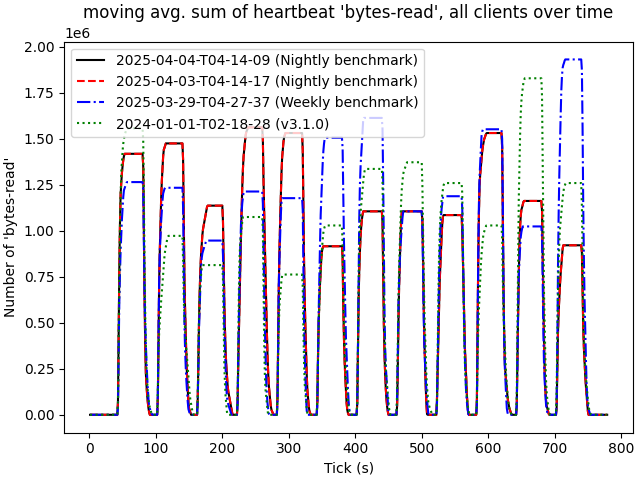 moving avg. sum of heartbeat 'bytes-read', all clients over time
1e6
2.00
1.75
1.50
1.25
1.00
0.75
0.50
0.25
0.00
Number of 'bytes-read'
2025-04-04-T04-14-09 (Nightly benchmark)
2025-04-03-T04-14-17 (Nightly benchmark)
2025-03-29-T04-27-37 (Weekly benchmark)
2024-01-01-T02-18-28 (v3.1.0)
0 100 200 300 400 500 600 700 800
Tick (s)